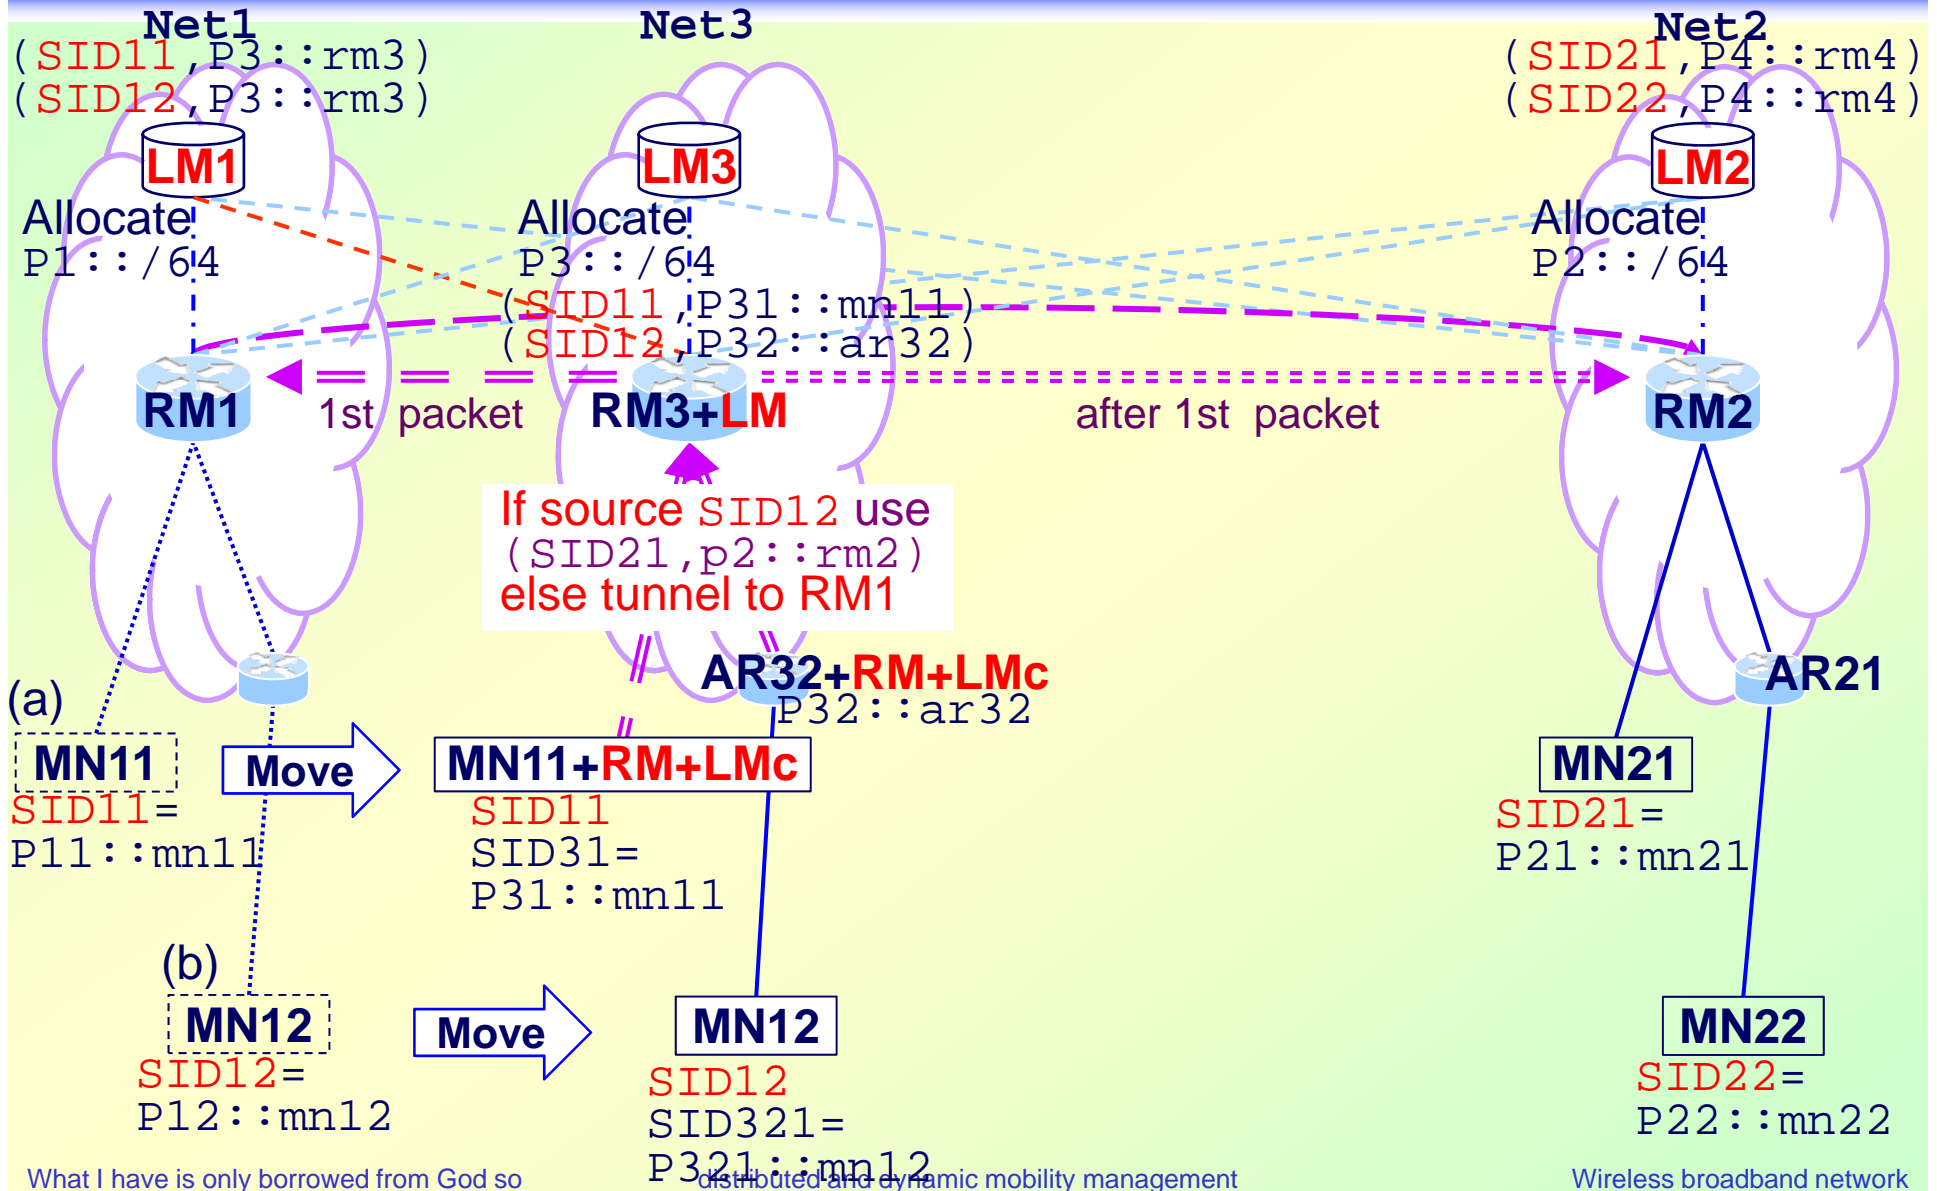 Net1
Net3
Net2
(SID11,P3::rm3)
(SID12,P3::rm3)
(SID21,P4::rm4)
(SID22,P4::rm4)
LM1
LM3
LM2
Allocate
P1::/64
Allocate
P3::/64
Allocate
P2::/64
(SID11,P31::mn11)
(SID12,P32::ar32)
RM1
1st packet
RM3+LM
after 1st packet
RM2
If source SID12 use
(SID21,p2::rm2)
else tunnel to RM1
AR32+RM+LMc
P32::ar32
AR21
(a)
MN11
Move
MN11+RM+LMc
MN21
SID11=
P11::mn11
SID11
SID31=
P31::mn11
SID21=
P21::mn21
(b)
MN12
Move
MN12
MN22
SID12=
P12::mn12
SID12
SID321=
P321::mn12
SID22=
P22::mn22
What I have is only borrowed from God so
distributed and dynamic mobility management
Wireless broadband network